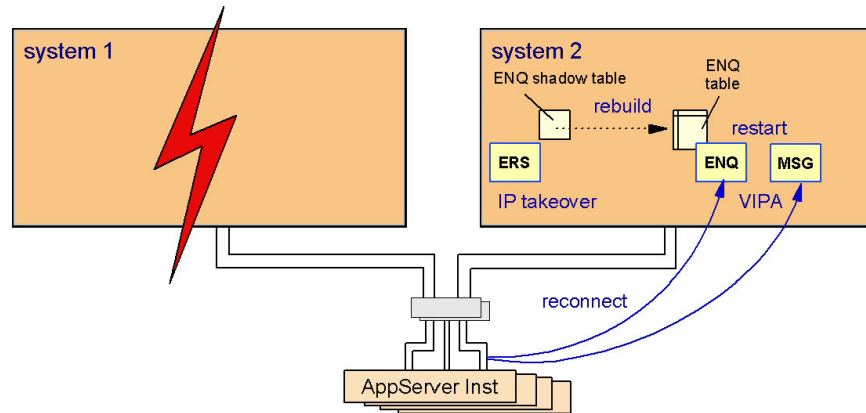 system 1
system 2
ENQ shadow table
ENQ
table
rebuild
restart
ERS
ENQ
MSG
IP takeover
VIPA
reconnect
AppServer Inst